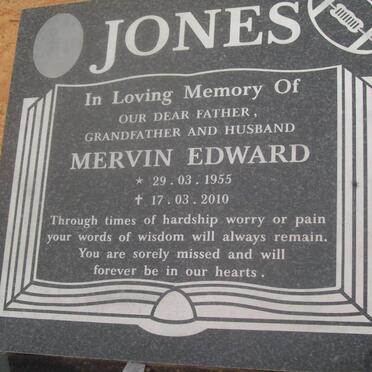 JONES
In Loving Memory Of
OUR DEAR FATHER,
GRANDFATHER AND HUSBAND
MERVIN EDWARD
★ 29.03.1955
✝ 17.03.2010
Through times of hardship worry or pain
your words of wisdom will always remain.
You are sorely missed and will
forever be in our hearts.